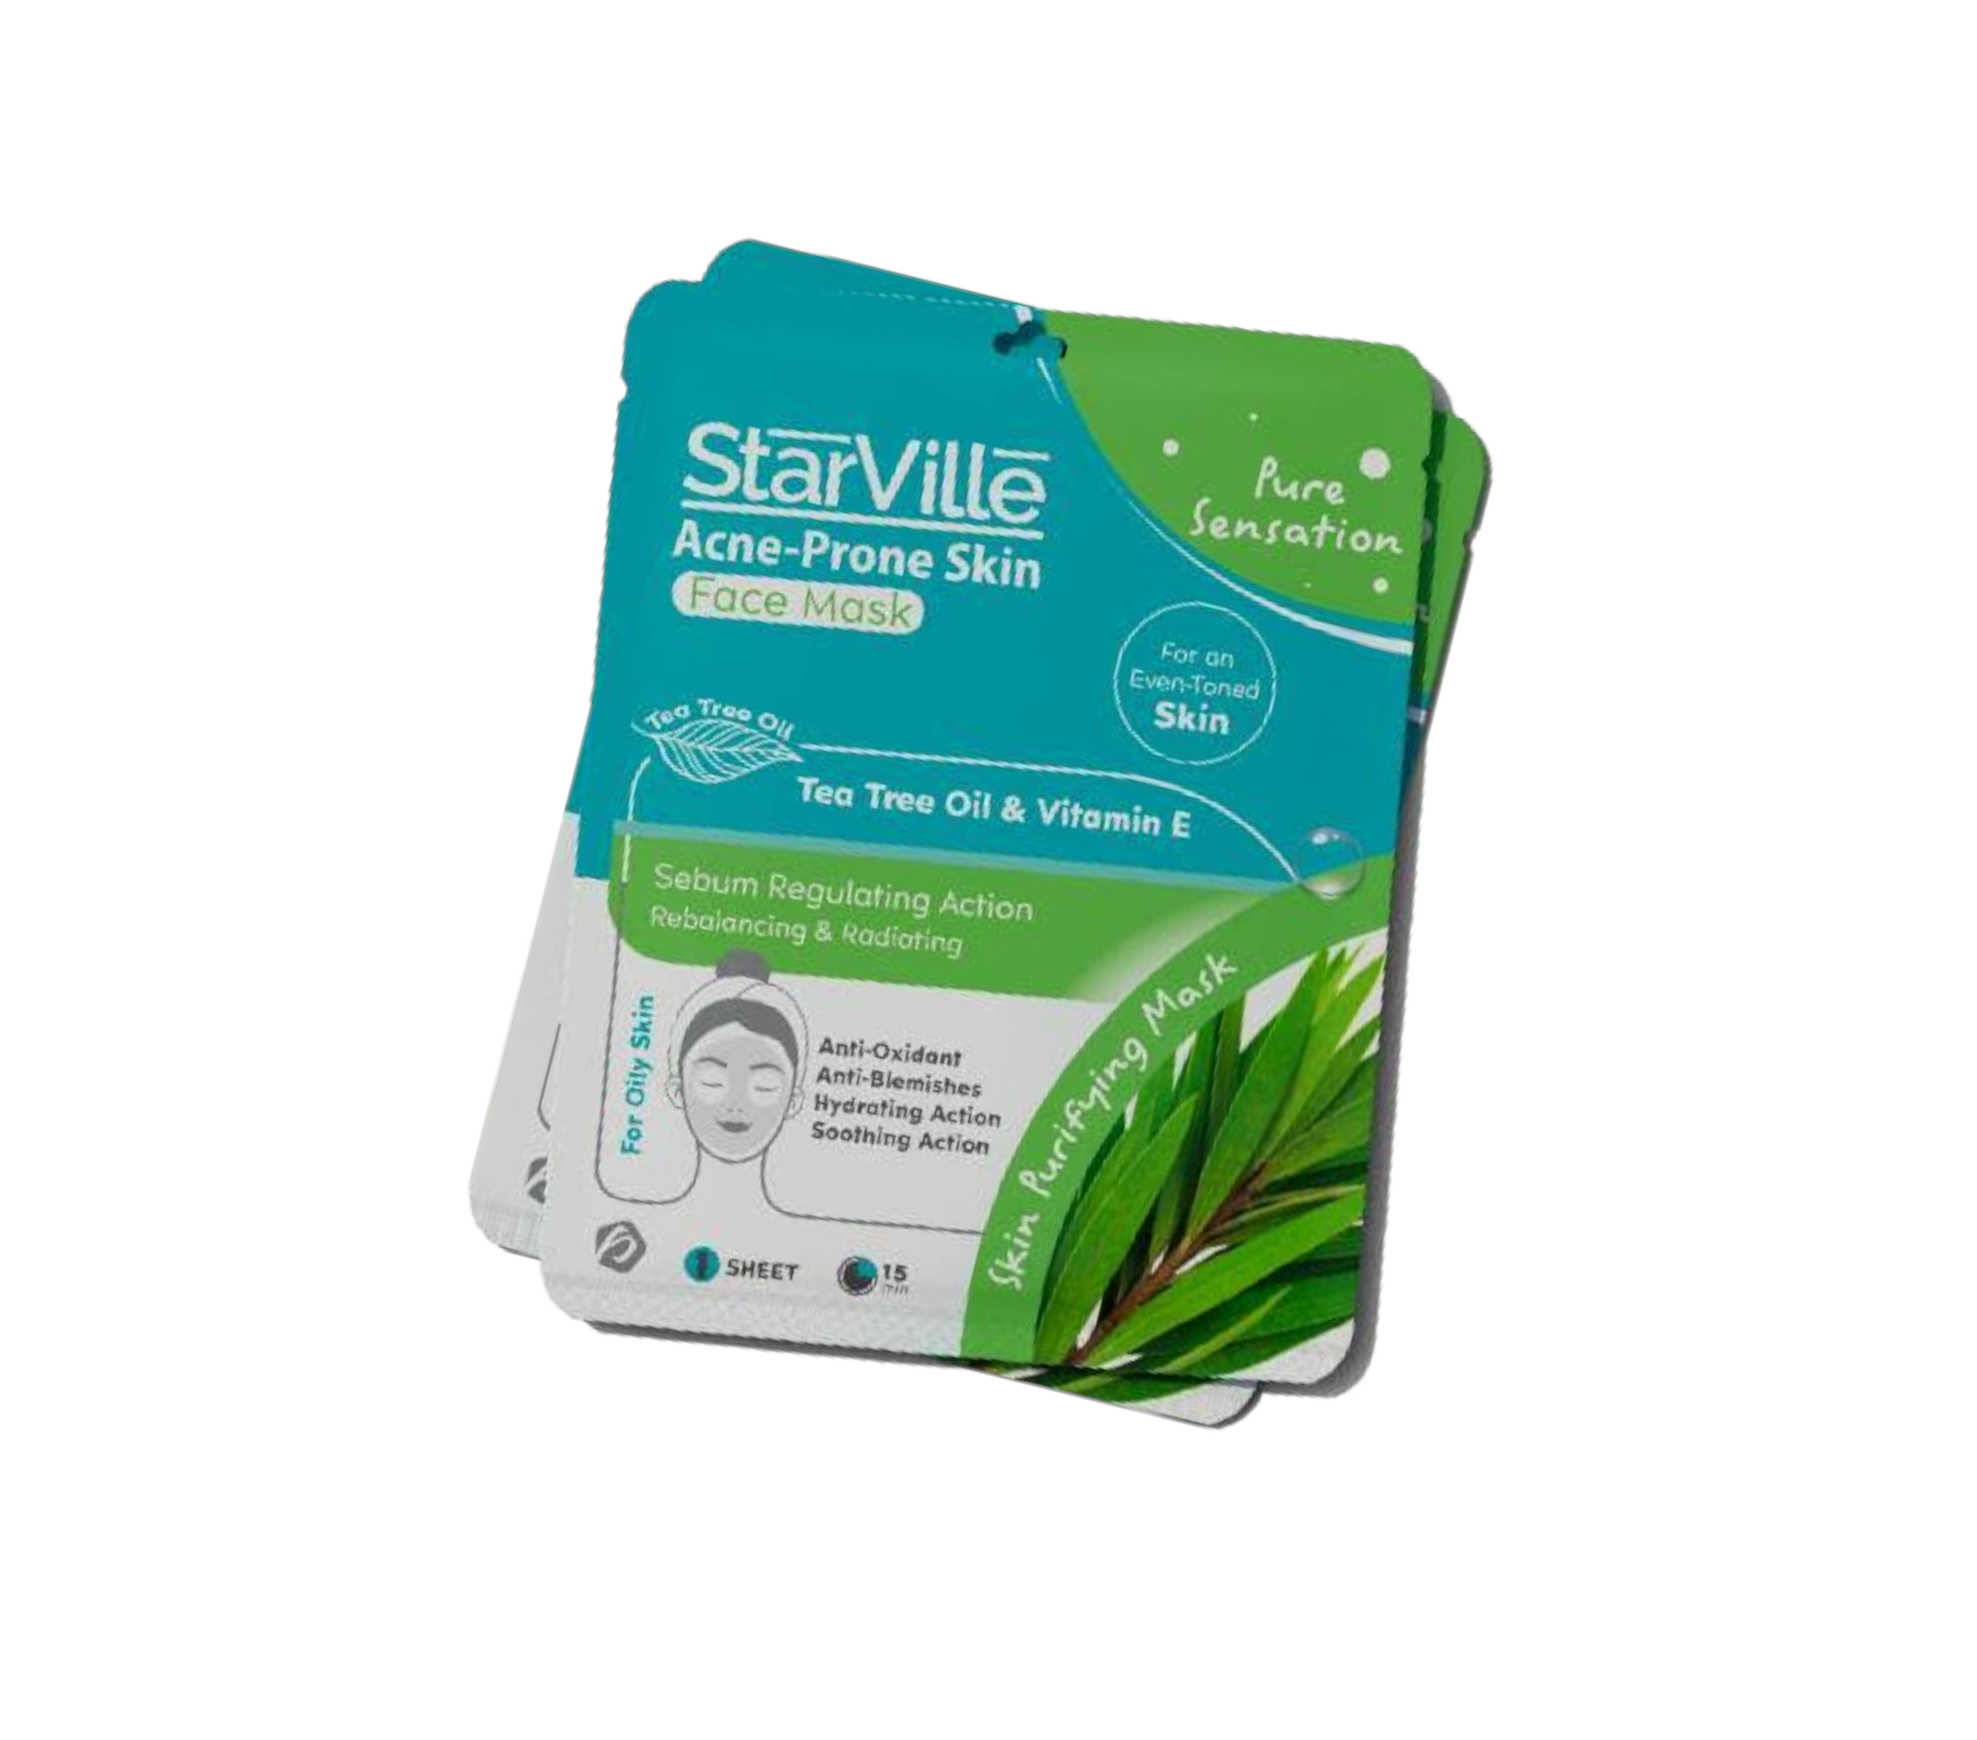 StarVille
Acne-Prone Skin
Face Mask
Pure
Sensation
For an
Even-Toned
Skin
Tea Tree Oil
Tea Tree Oil & Vitamin E
Sebum Regulating Action
Rebalancing & Radiating
For Oily Skin
Anti-Oxidant
Anti-Blemishes
Hydrating Action
Soothing Action
Skin Purifying Mask
1 SHEET
15
min